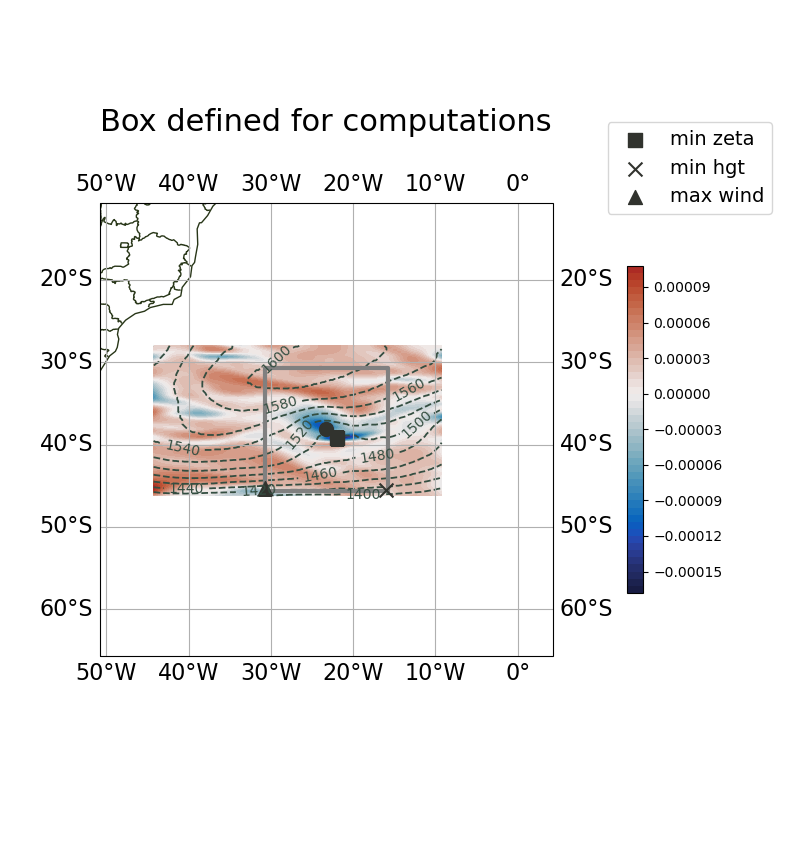 Box defined for computations
min zeta
min hgt
max wind
50°W 40°W 30°W 20°W 10°W 0°
20°S 20°S
30°S 30°S
40°S 40°S
50°S 50°S
60°S 60°S
50°W 40°W 30°W 20°W 10°W 0°
1600
1580
1560
1540
1520
1500
1480
1460
1440
1400
0.00009
0.00006
0.00003
0.00000
−0.00003
−0.00006
−0.00009
−0.00012
−0.00015